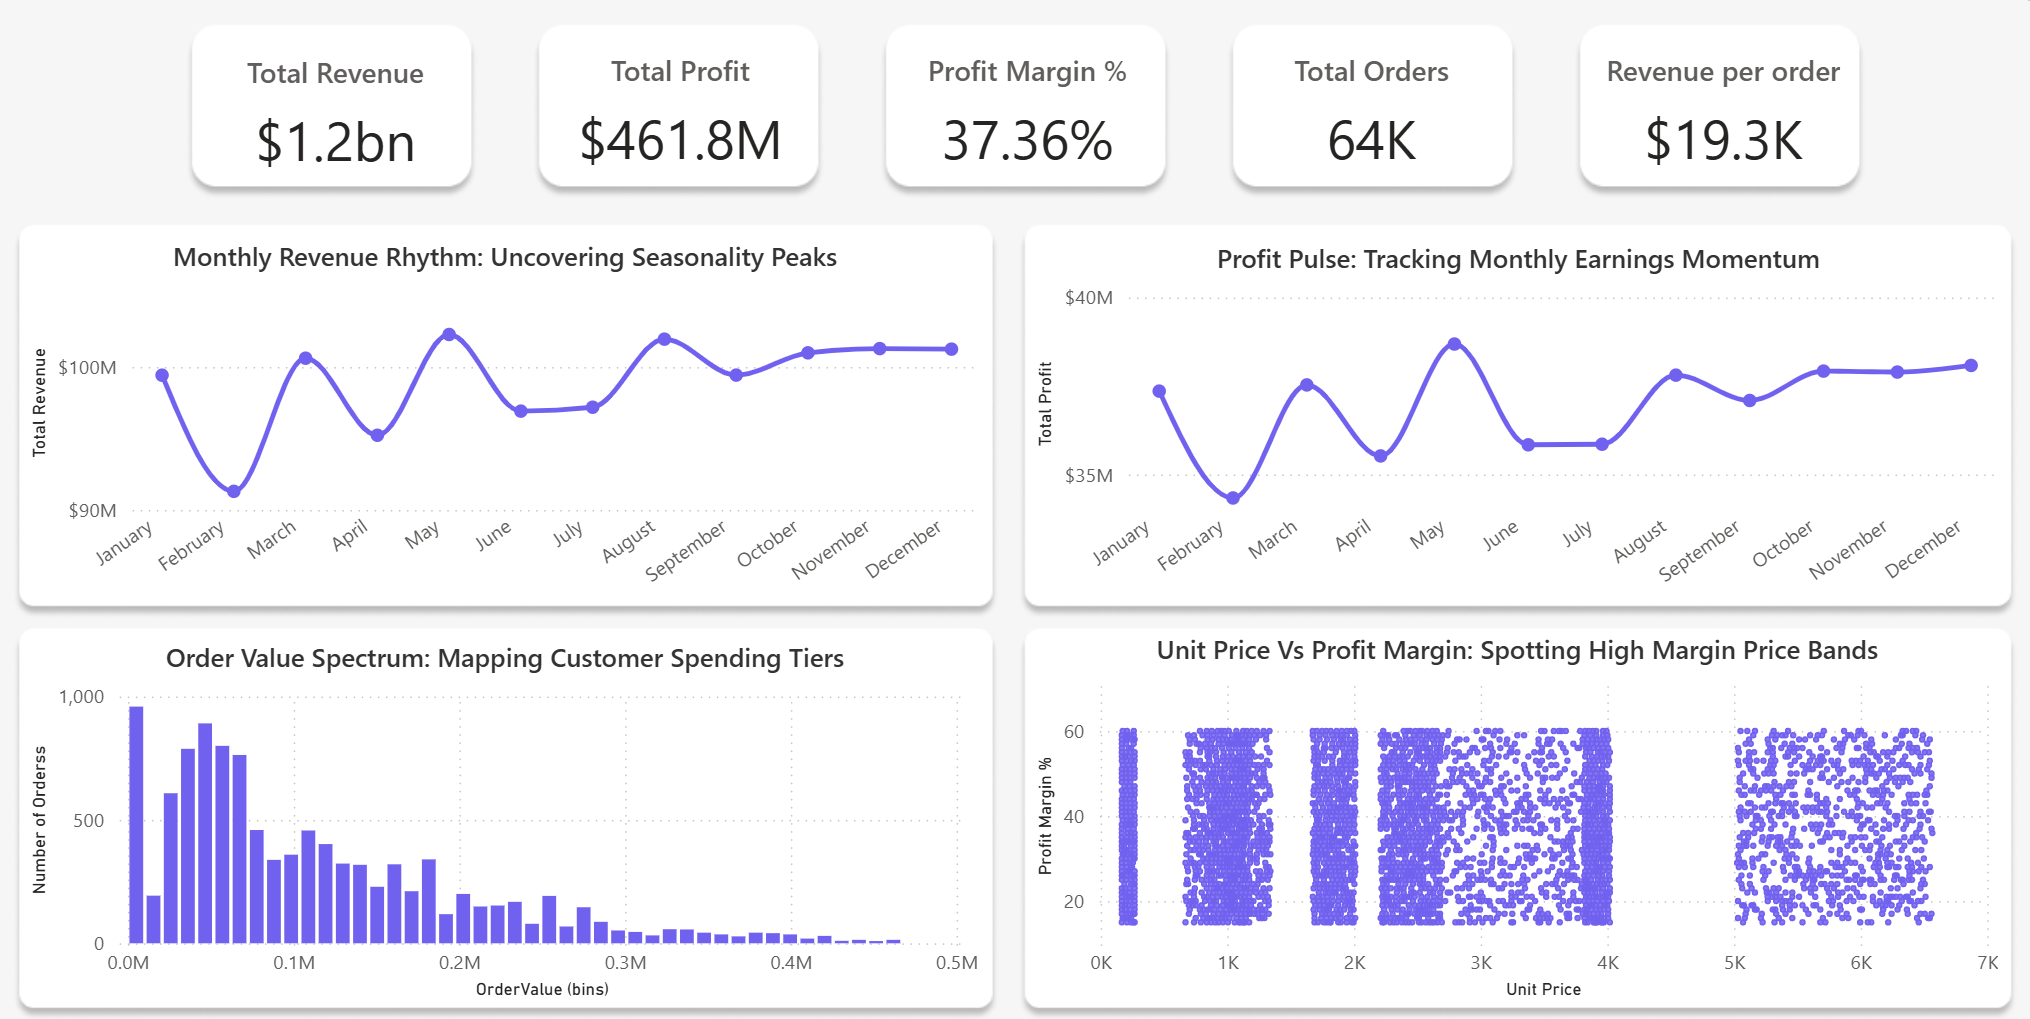 Total Revenue
$1.2bn
Total Profit
$461.8M
Profit Margin %
37.36%
Total Orders
64K
Revenue per order
$19.3K
Monthly Revenue Rhythm: Uncovering Seasonality Peaks
Total Revenue
$100M
$90M
January
February
March
April
May
June
July
August
September
October
November
December
Profit Pulse: Tracking Monthly Earnings Momentum
Total Profit
$40M
$35M
January
February
March
April
May
June
July
August
September
October
November
December
Order Value Spectrum: Mapping Customer Spending Tiers
Number of Orderss
1,000
500
0
0.0M
0.1M
0.2M
0.3M
0.4M
0.5M
OrderValue (bins)
Unit Price Vs Profit Margin: Spotting High Margin Price Bands
Profit Margin %
60
40
20
0K
1K
2K
3K
4K
5K
6K
7K
Unit Price